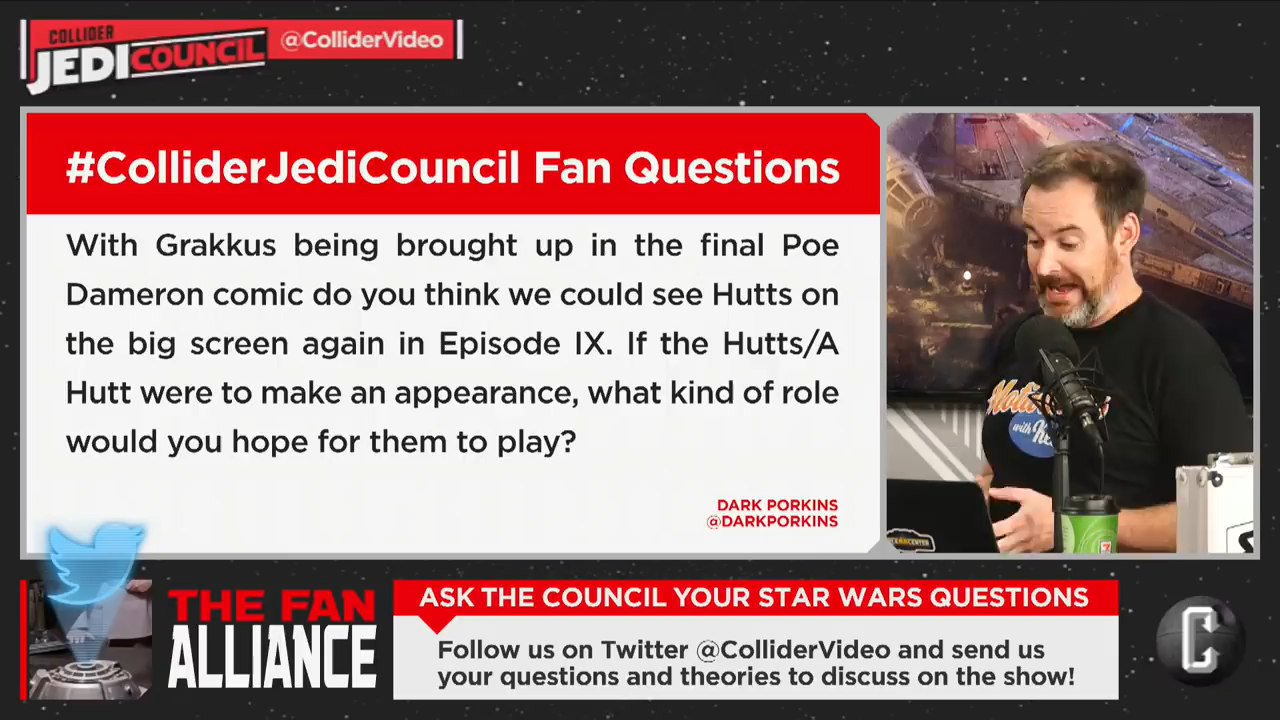 COLLIDER
JEDI COUNCIL
@ColliderVideo
#ColliderJediCouncil Fan Questions
With Grakkus being brought up in the final Poe
Dameron comic do you think we could see Hutts on
the big screen again in Episode IX. If the Hutts/A
Hutt were to make an appearance, what kind of role
would you hope for them to play?
DARK PORKINS
@DARKPORKINS
with
7
THE FAN
ALLIANCE
ASK THE COUNCIL YOUR STAR WARS QUESTIONS
Follow us on Twitter @ColliderVideo and send us
your questions and theories to discuss on the show!